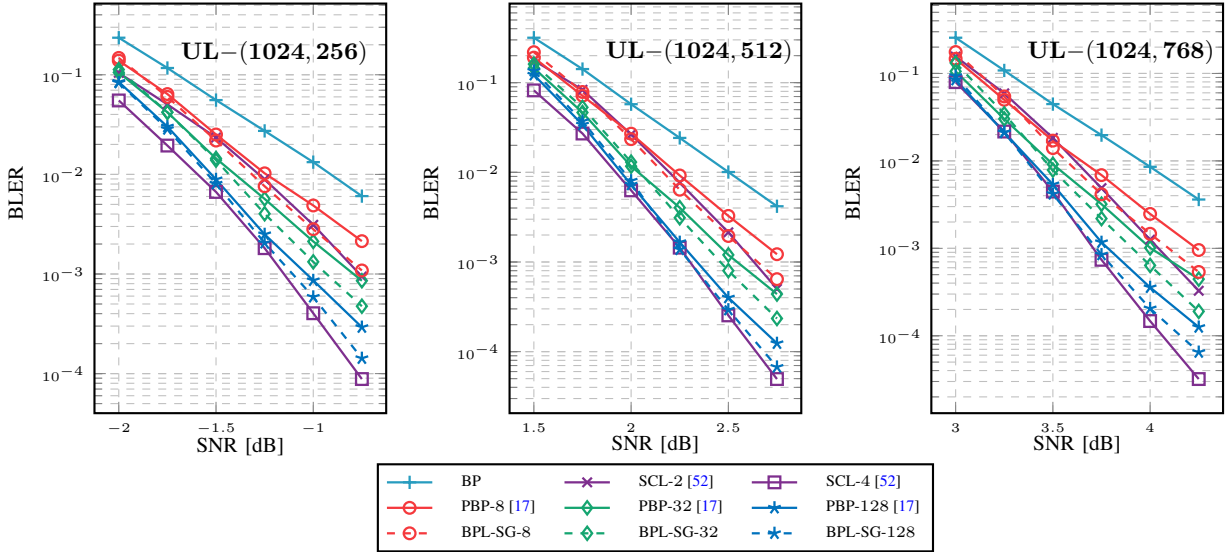 UL−(1024, 256)
10⁻¹
10⁻²
10⁻³
10⁻⁴
BLER
−2 −1.5 −1
SNR [dB]
UL−(1024, 512)
10⁻¹
10⁻²
10⁻³
10⁻⁴
BLER
1.5 2 2.5
SNR [dB]
UL−(1024, 768)
10⁻¹
10⁻²
10⁻³
10⁻⁴
BLER
3 3.5 4
SNR [dB]
BP SCL-2 [52] SCL-4 [52]
PBP-8 [17] PBP-32 [17] PBP-128 [17]
BPL-SG-8 BPL-SG-32 BPL-SG-128